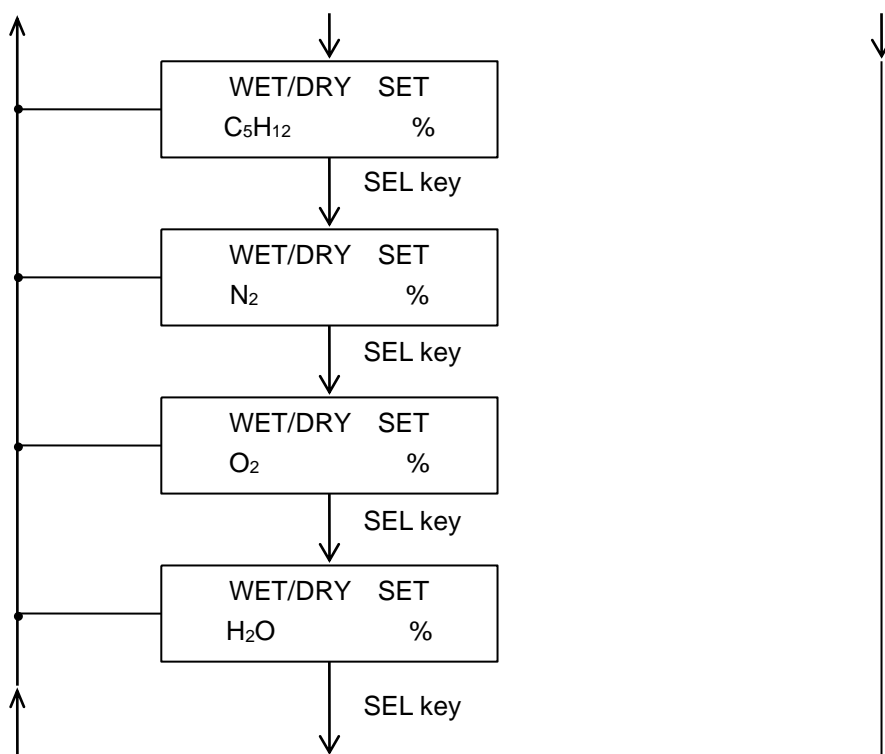 WET/DRY SET
C₅H₁₂ %
SEL key
WET/DRY SET
N₂ %
SEL key
WET/DRY SET
O₂ %
SEL key
WET/DRY SET
H₂O %
SEL key